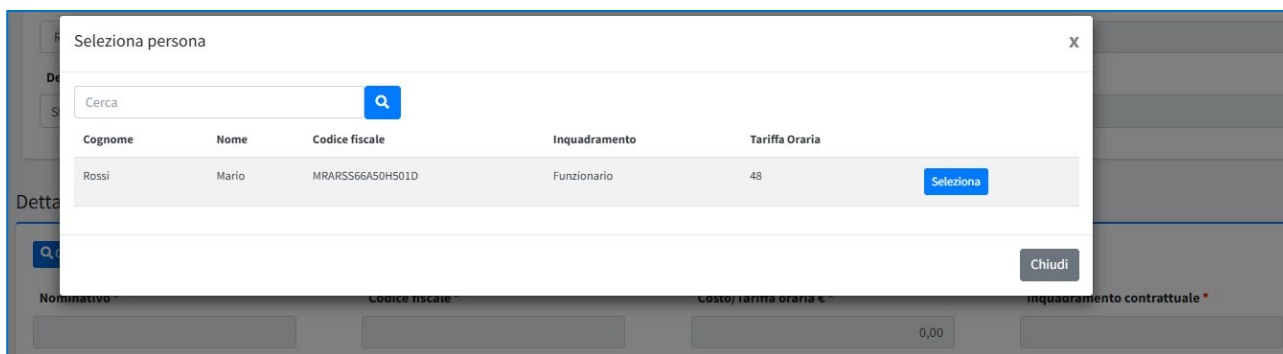 Seleziona persona x
De
Cerca
Cognome Nome Codice fiscale Inquadramento Tariffa Oraria
Rossi Mario MRARSS66A50H501D Funzionario 48 Seleziona
Detta
Chiudi
Nominativo * Codice fiscale * Costo/Tariffa oraria € * Inquadramento contrattuale *
0,00